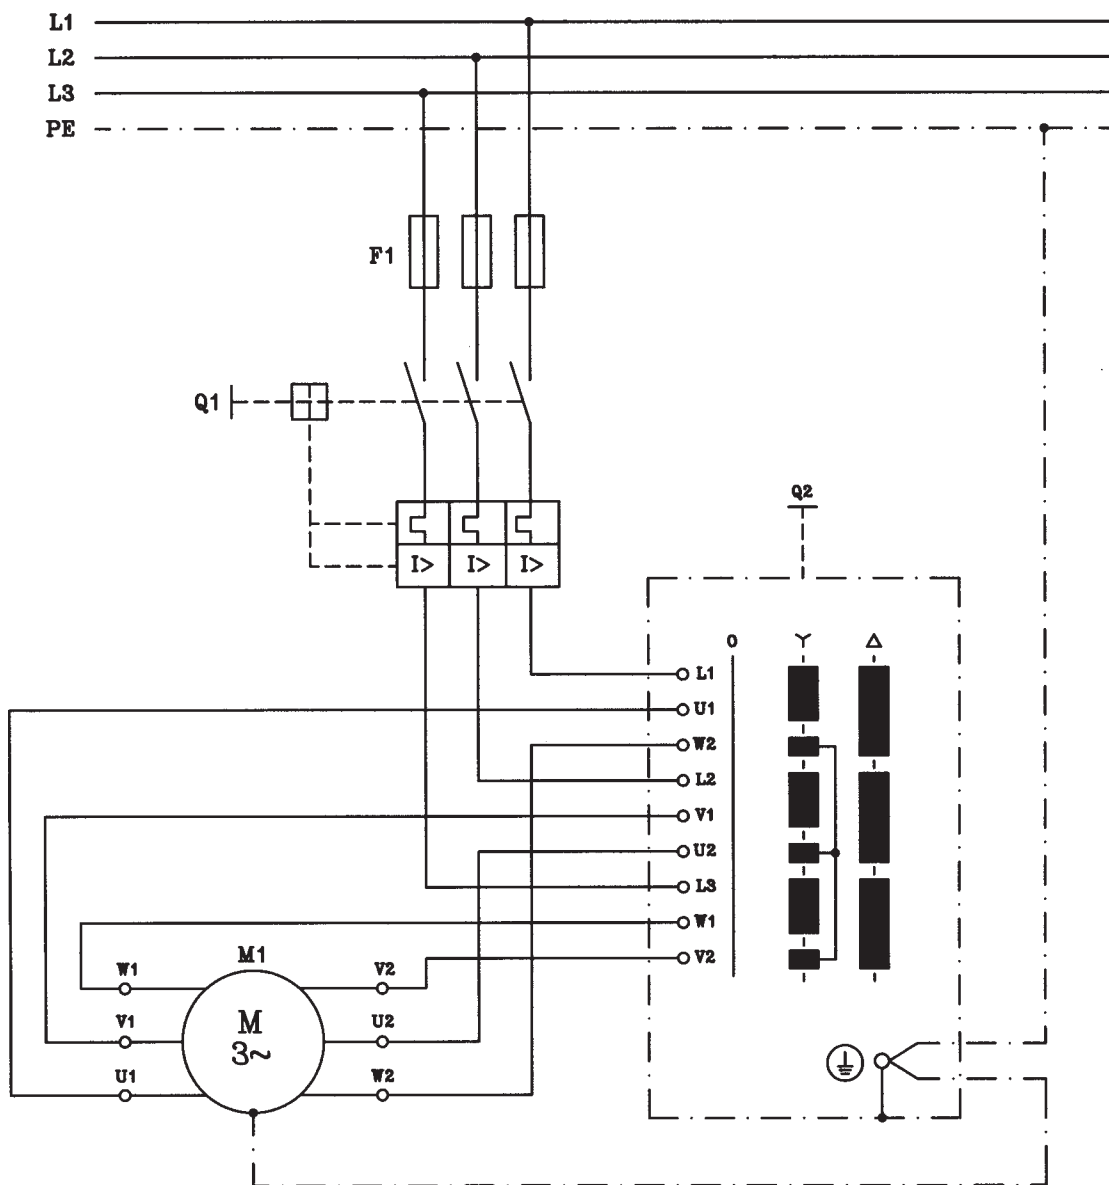 L1
L2
L3
PE
F1
Q1
Q2
I> I> I>
0 Y Δ
L1
U1
W2
L2
V1
U2
L3
W1
V2
M1
W1 V2
V1 M U2
3~
U1 W2